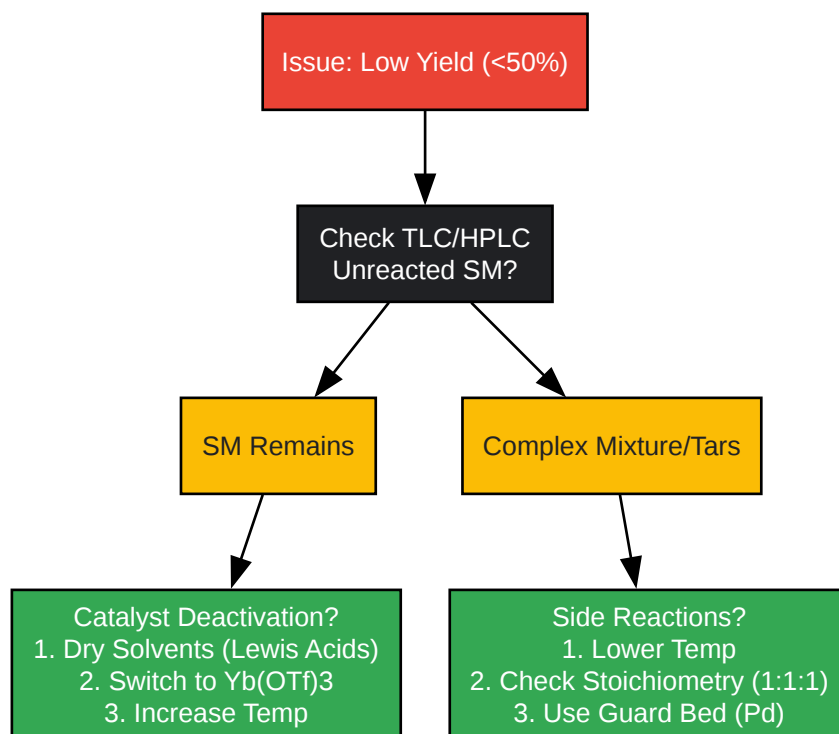 Issue: Low Yield (<50%)
Check TLC/HPLC
Unreacted SM?
SM Remains
Complex Mixture/Tars
Catalyst Deactivation?
1. Dry Solvents (Lewis Acids)
2. Switch to Yb(OTf)3
3. Increase Temp
Side Reactions?
1. Lower Temp
2. Check Stoichiometry (1:1:1)
3. Use Guard Bed (Pd)